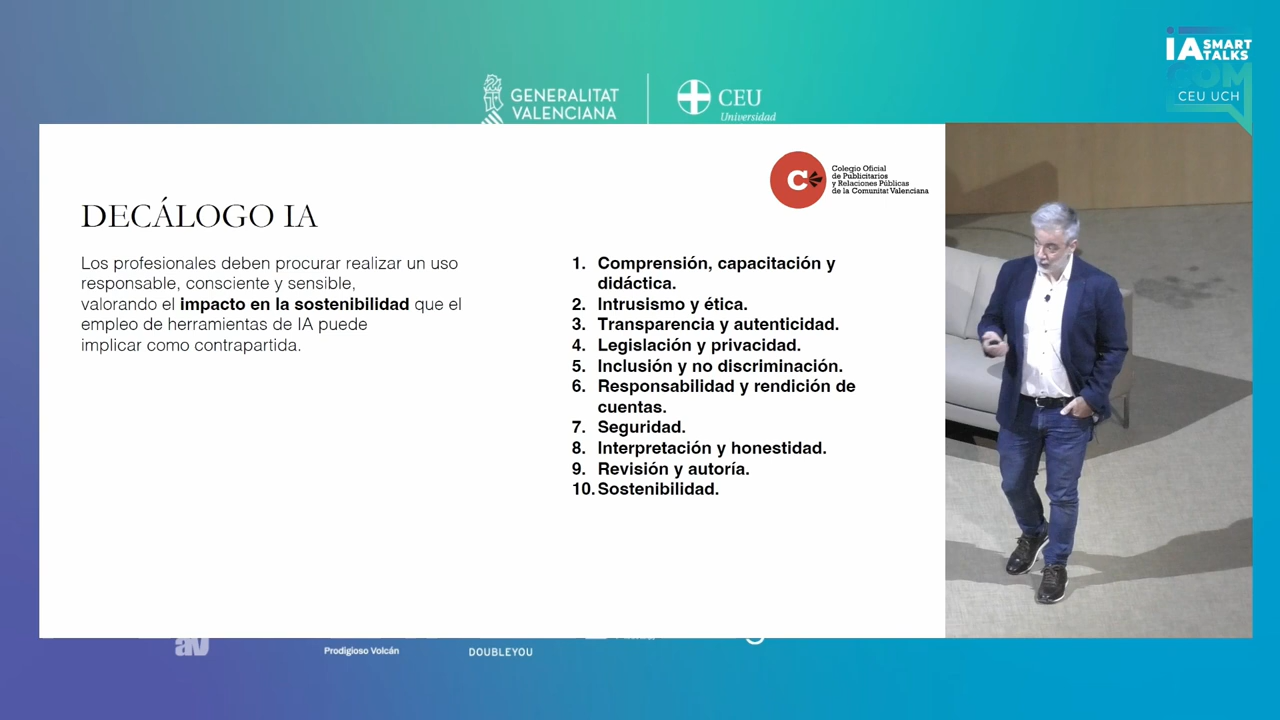 IA SMART
TALKS
COM
CEU UCH
GENERALITAT
VALENCIANA
CEU
Universidad
Colegio Oficial
de Publicitarios
y Relaciones Públicas
de la Comunitat Valenciana
DECÁLOGO IA
Los profesionales deben procurar realizar un uso
responsable, consciente y sensible,
valorando el impacto en la sostenibilidad que el
empleo de herramientas de IA puede
implicar como contrapartida.
1. Comprensión, capacitación y
didáctica.
2. Intrusismo y ética.
3. Transparencia y autenticidad.
4. Legislación y privacidad.
5. Inclusión y no discriminación.
6. Responsabilidad y rendición de
cuentas.
7. Seguridad.
8. Interpretación y honestidad.
9. Revisión y autoría.
10. Sostenibilidad.
Prodigioso Volcán
DOUBLEYOU